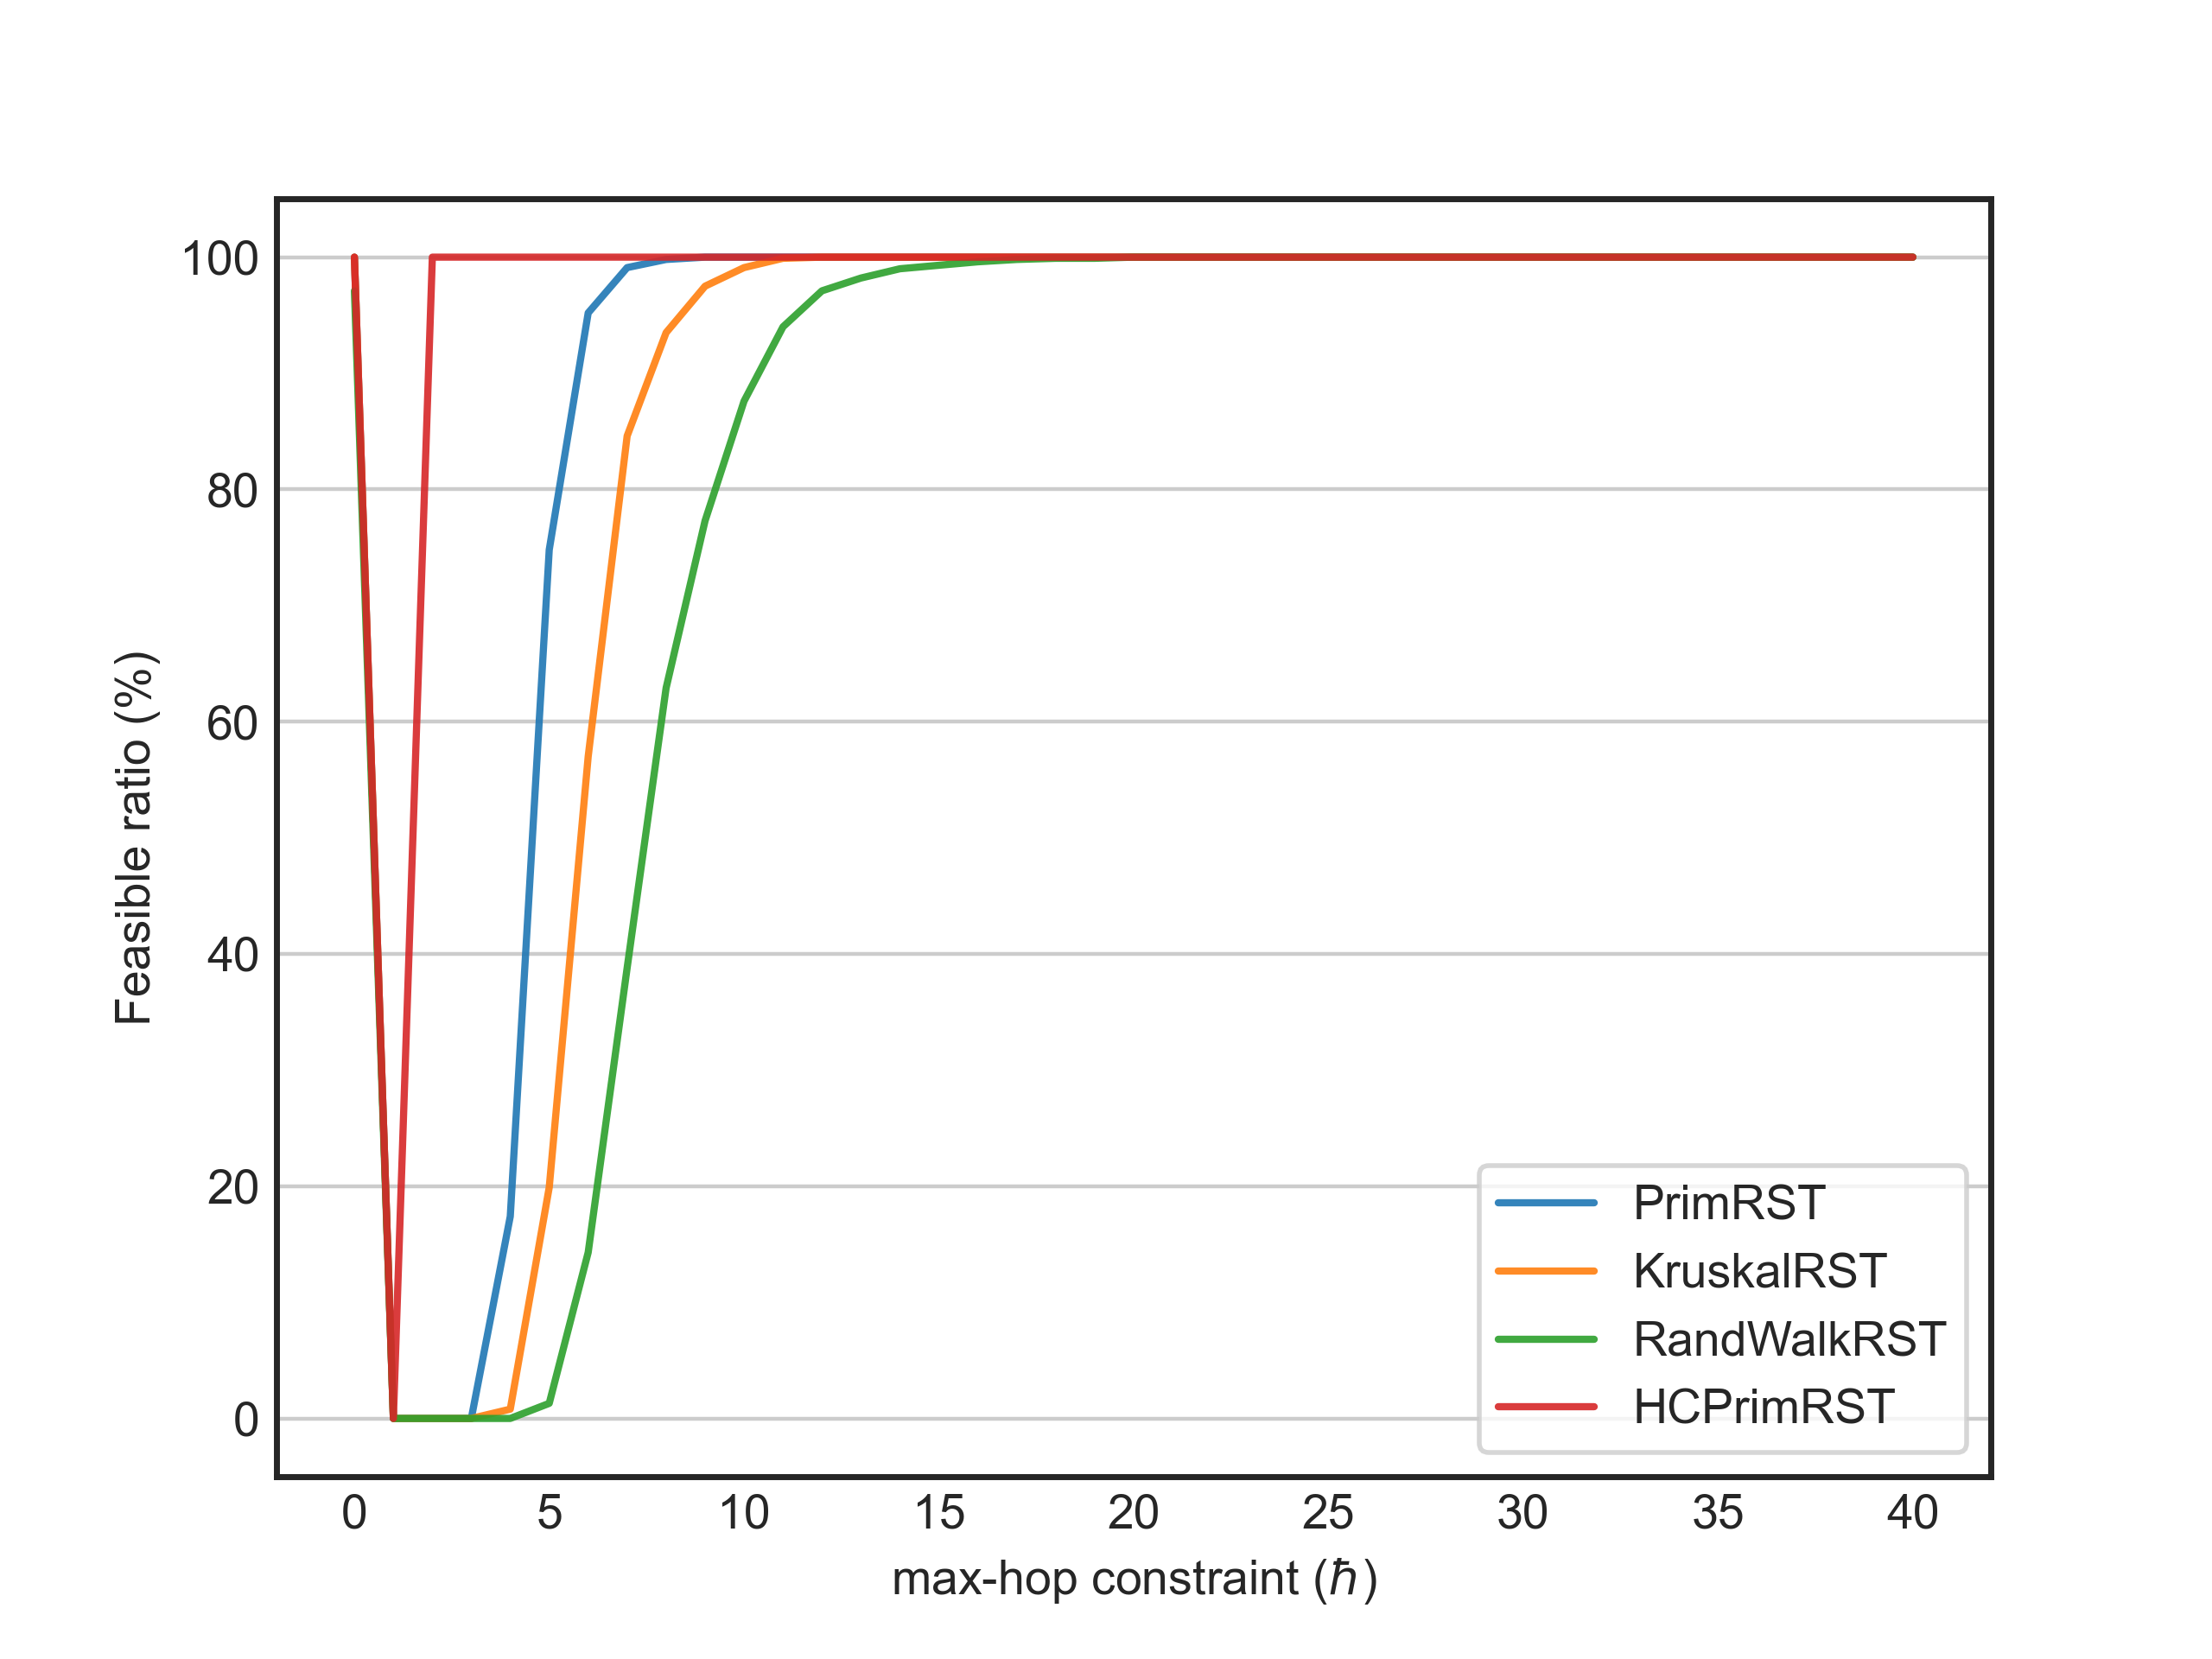 100
80
60
40
20
0
Feasible ratio (%)
0 5 10 15 20 25 30 35 40
max-hop constraint (ħ)
PrimRST
KruskalRST
RandWalkRST
HCPrimRST